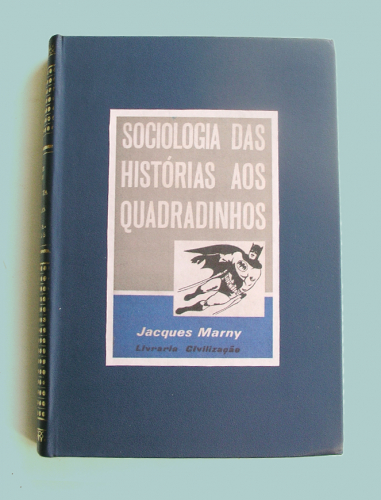 SOCIOLOGIA DAS
HISTÓRIAS AOS
QUADRADINHOS
Jacques Marny
Livraria Civilização